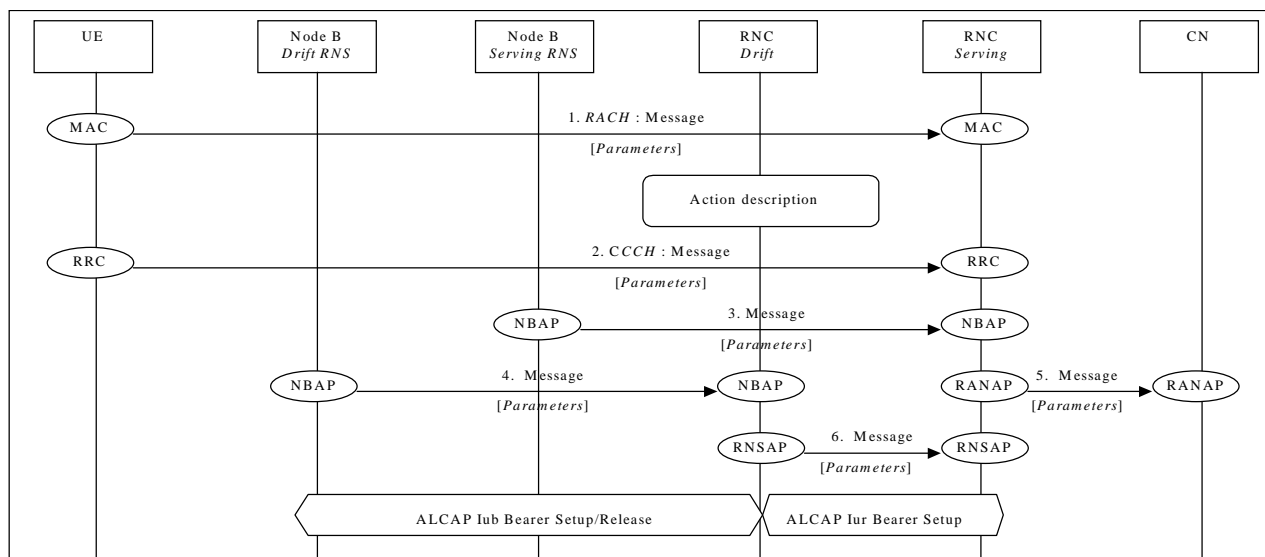 UE
Node B
Drift RNS
Node B
Serving RNS
RNC
Drift
RNC
Serving
CN
MAC
1. RACH : Message
MAC
[Parameters]
Action description
RRC
2. CCCH : Message
RRC
[Parameters]
NBAP
3. Message
NBAP
[Parameters]
NBAP
4. Message
NBAP
[Parameters]
RANAP
5. Message
RANAP
[Parameters]
RNSAP
6. Message
RNSAP
[Parameters]
ALCAP Iub Bearer Setup/Release
ALCAP Iur Bearer Setup